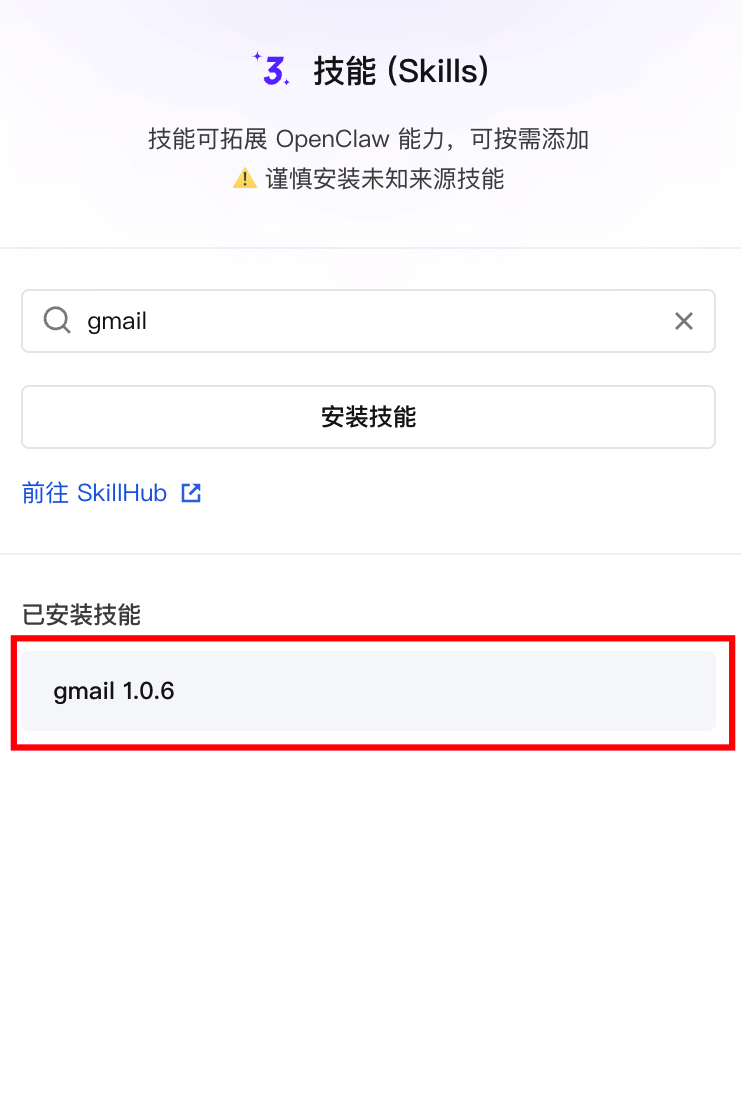 3 技能 (Skills)
技能可拓展 OpenClaw 能力，可按需添加
⚠️ 谨慎安装未知来源技能
gmail
安装技能
前往 SkillHub
已安装技能
gmail 1.0.6